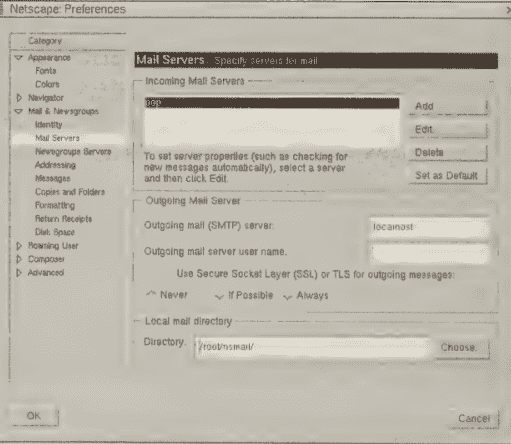 Netscape: Preferences
Category
Appearance
Fonts
Colors
Navigator
Mail & Newsgroups
Identity
Mail Servers
Newsgroups Servers
Addressing
Messages
Copies and Folders
Formatting
Return Receipts
Disk Space
Roaming User
Composer
Advanced
Mail Servers Specify servers for mail
Incoming Mail Servers
pop
Add
Edit
Delete
Set as Default
To set server properties (such as checking for
new messages automatically), select a server
and then click Edit
Outgoing Mail Server
Outgoing mail (SMTP) server: localhost
Outgoing mail server user name.
Use Secure Socket Layer (SSL) or TLS for outgoing messages:
Never If Possible Always
Local mail directory
Directory. /root/nsmail/ Choose.
OK
Cancel